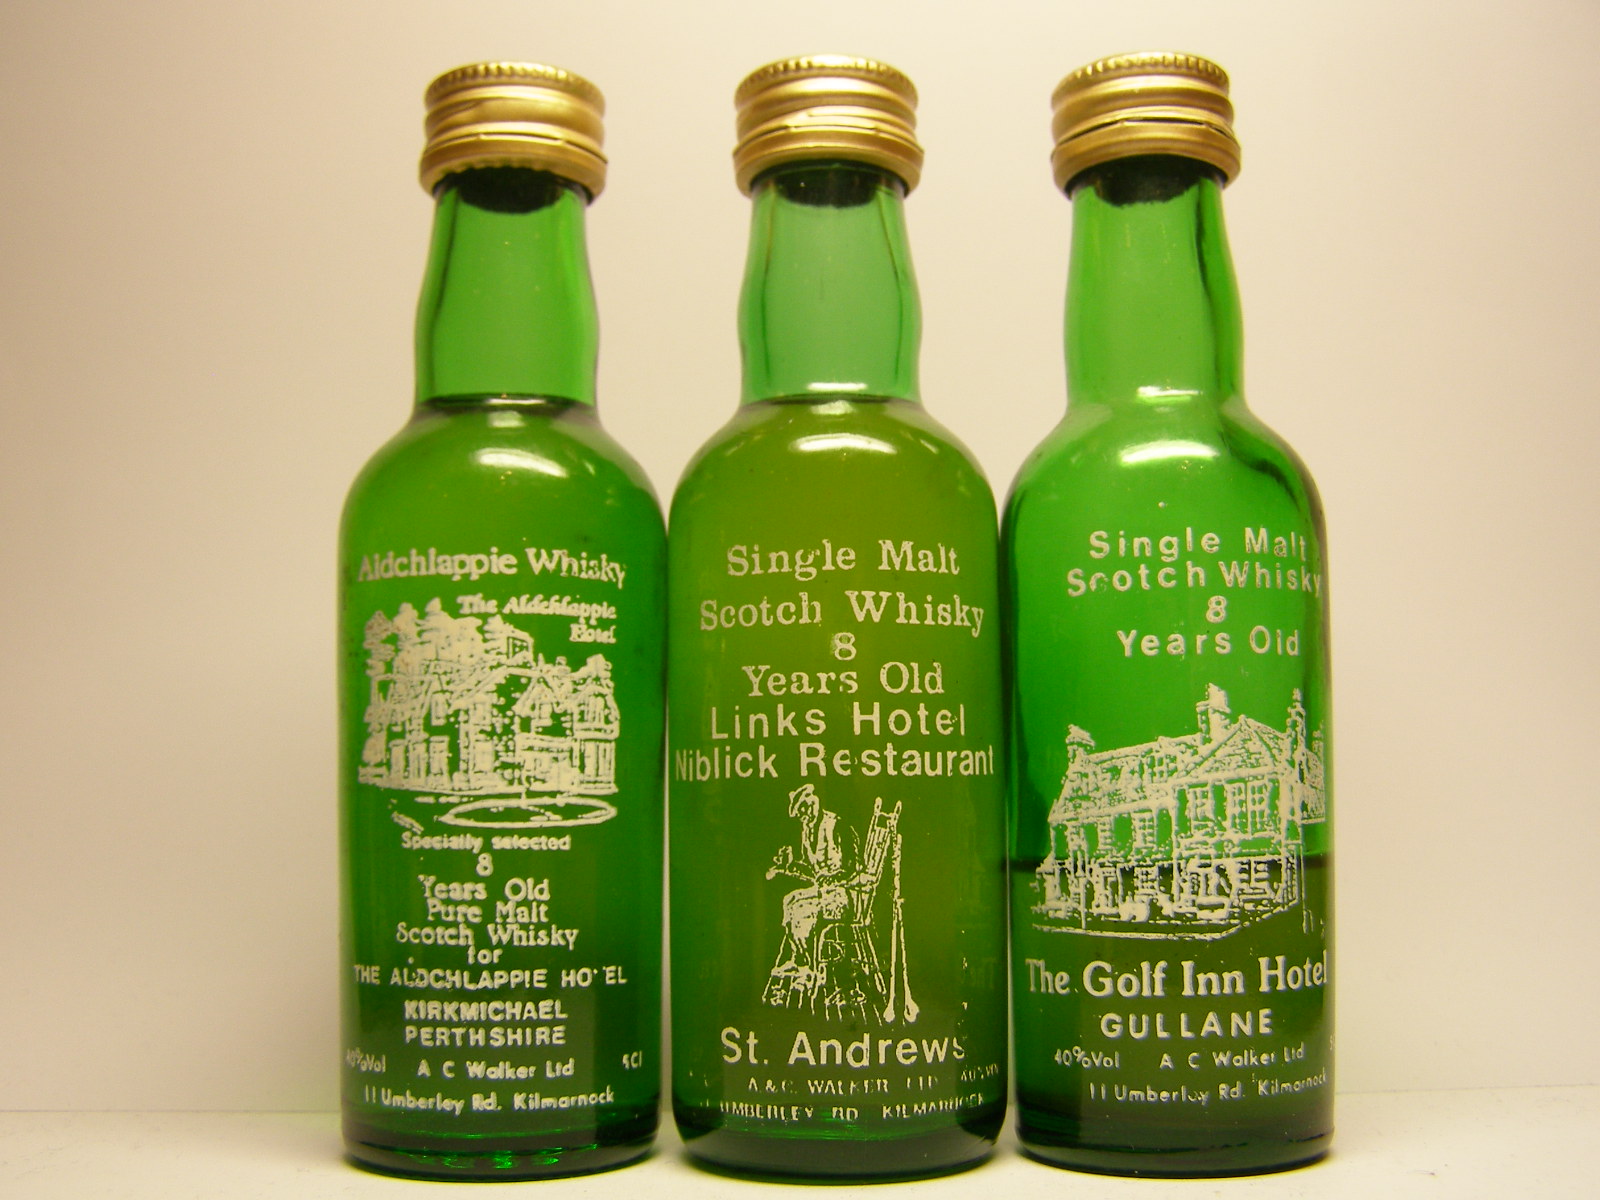 Aldchlappie Whisky
The Aldchlappie
Hotel
Specially selected
8
Years Old
Pure Malt
Scotch Whisky
for
THE ALDCHLAPPIE HOTEL
KIRKMICHAEL
PERTHSHIRE
40%Vol A C Walker Ltd 5Cl
11 Umberley Rd. Kilmarnock
Single Malt
Scotch Whisky
8
Years Old
Links Hotel
Niblick Restaurant
St. Andrews
A & C. WALKER LTD 40%
UMBERLEY RD KILMARNOCK
Single Malt
Scotch Whisky
8
Years Old
The Golf Inn Hotel
GULLANE
40%Vol A C Walker Ltd
11 Umberley Rd. Kilmarnock